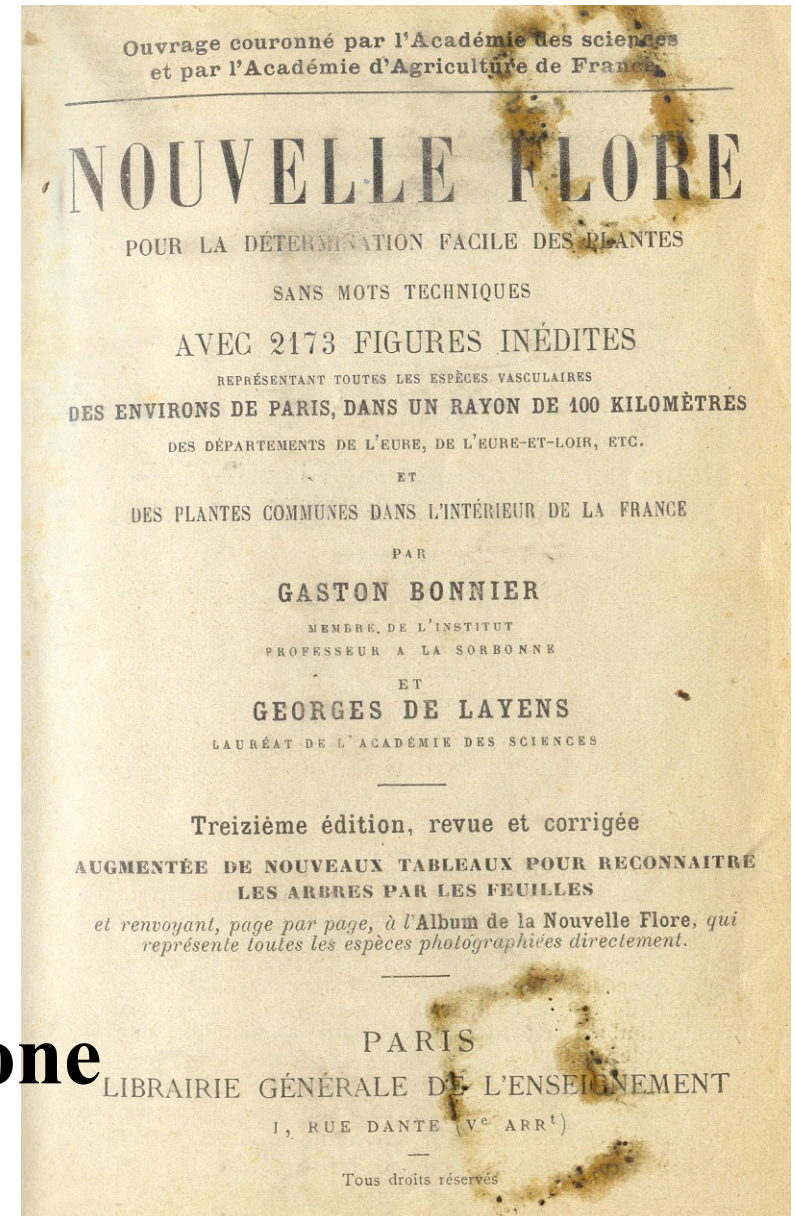 Ouvrage couronné par l'Académie des sciences
et par l'Académie d'Agriculture de France
NOUVELLE FLORE
POUR LA DÉTERMINATION FACILE DES PLANTES
SANS MOTS TECHNIQUES
AVEC 2173 FIGURES INÉDITES
REPRÉSENTANT TOUTES LES ESPÈCES VASCULAIRES
DES ENVIRONS DE PARIS, DANS UN RAYON DE 100 KILOMÈTRES
DES DÉPARTEMENTS DE L'EURE, DE L'EURE-ET-LOIR, ETC.
ET
DES PLANTES COMMUNES DANS L'INTÉRIEUR DE LA FRANCE
PAR
GASTON BONNIER
MEMBRE DE L'INSTITUT
PROFESSEUR A LA SORBONNE
ET
GEORGES DE LAYENS
LAURÉAT DE L'ACADÉMIE DES SCIENCES
Treizième édition, revue et corrigée
AUGMENTÉE DE NOUVEAUX TABLEAUX POUR RECONNAITRE
LES ARBRES PAR LES FEUILLES
et renvoyant, page par page, à l'Album de la Nouvelle Flore, qui
représente toutes les espèces photographiées directement.
PARIS
one
LIBRAIRIE GÉNÉRALE DE L'ENSEIGNEMENT
1, RUE DANTE (Ve ARRt)
Tous droits réservés